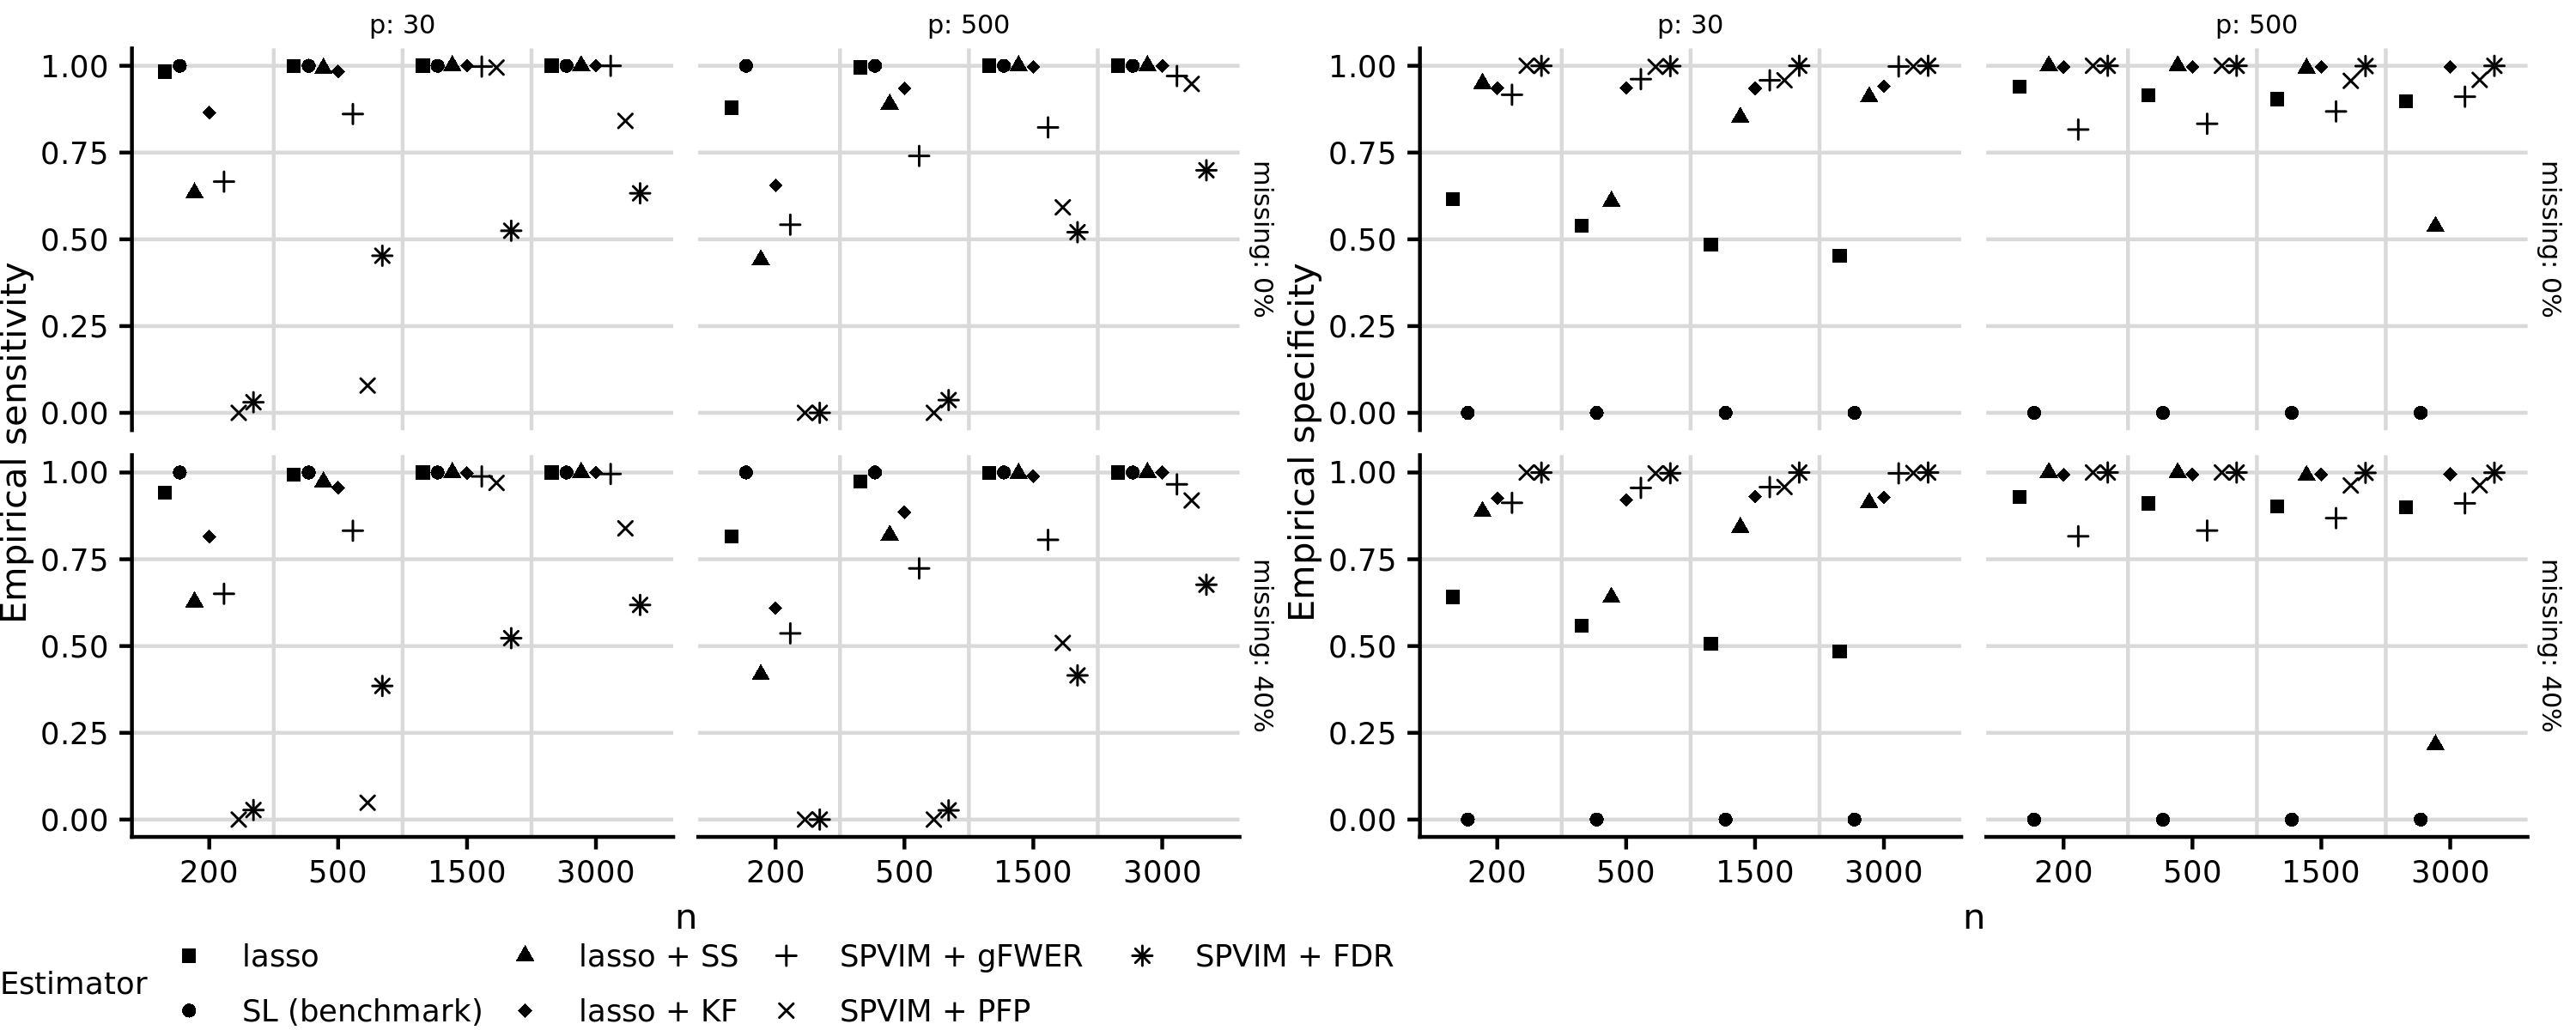 p: 30
p: 500
p: 30
p: 500
Empirical sensitivity
1.00
0.75
0.50
0.25
0.00
missing: 0%
1.00
0.75
0.50
0.25
0.00
missing: 40%
200
500
1500
3000
200
500
1500
3000
n
Empirical specificity
1.00
0.75
0.50
0.25
0.00
missing: 0%
1.00
0.75
0.50
0.25
0.00
missing: 40%
200
500
1500
3000
200
500
1500
3000
n
Estimator
lasso
SL (benchmark)
lasso + SS
lasso + KF
SPVIM + gFWER
SPVIM + PFP
SPVIM + FDR